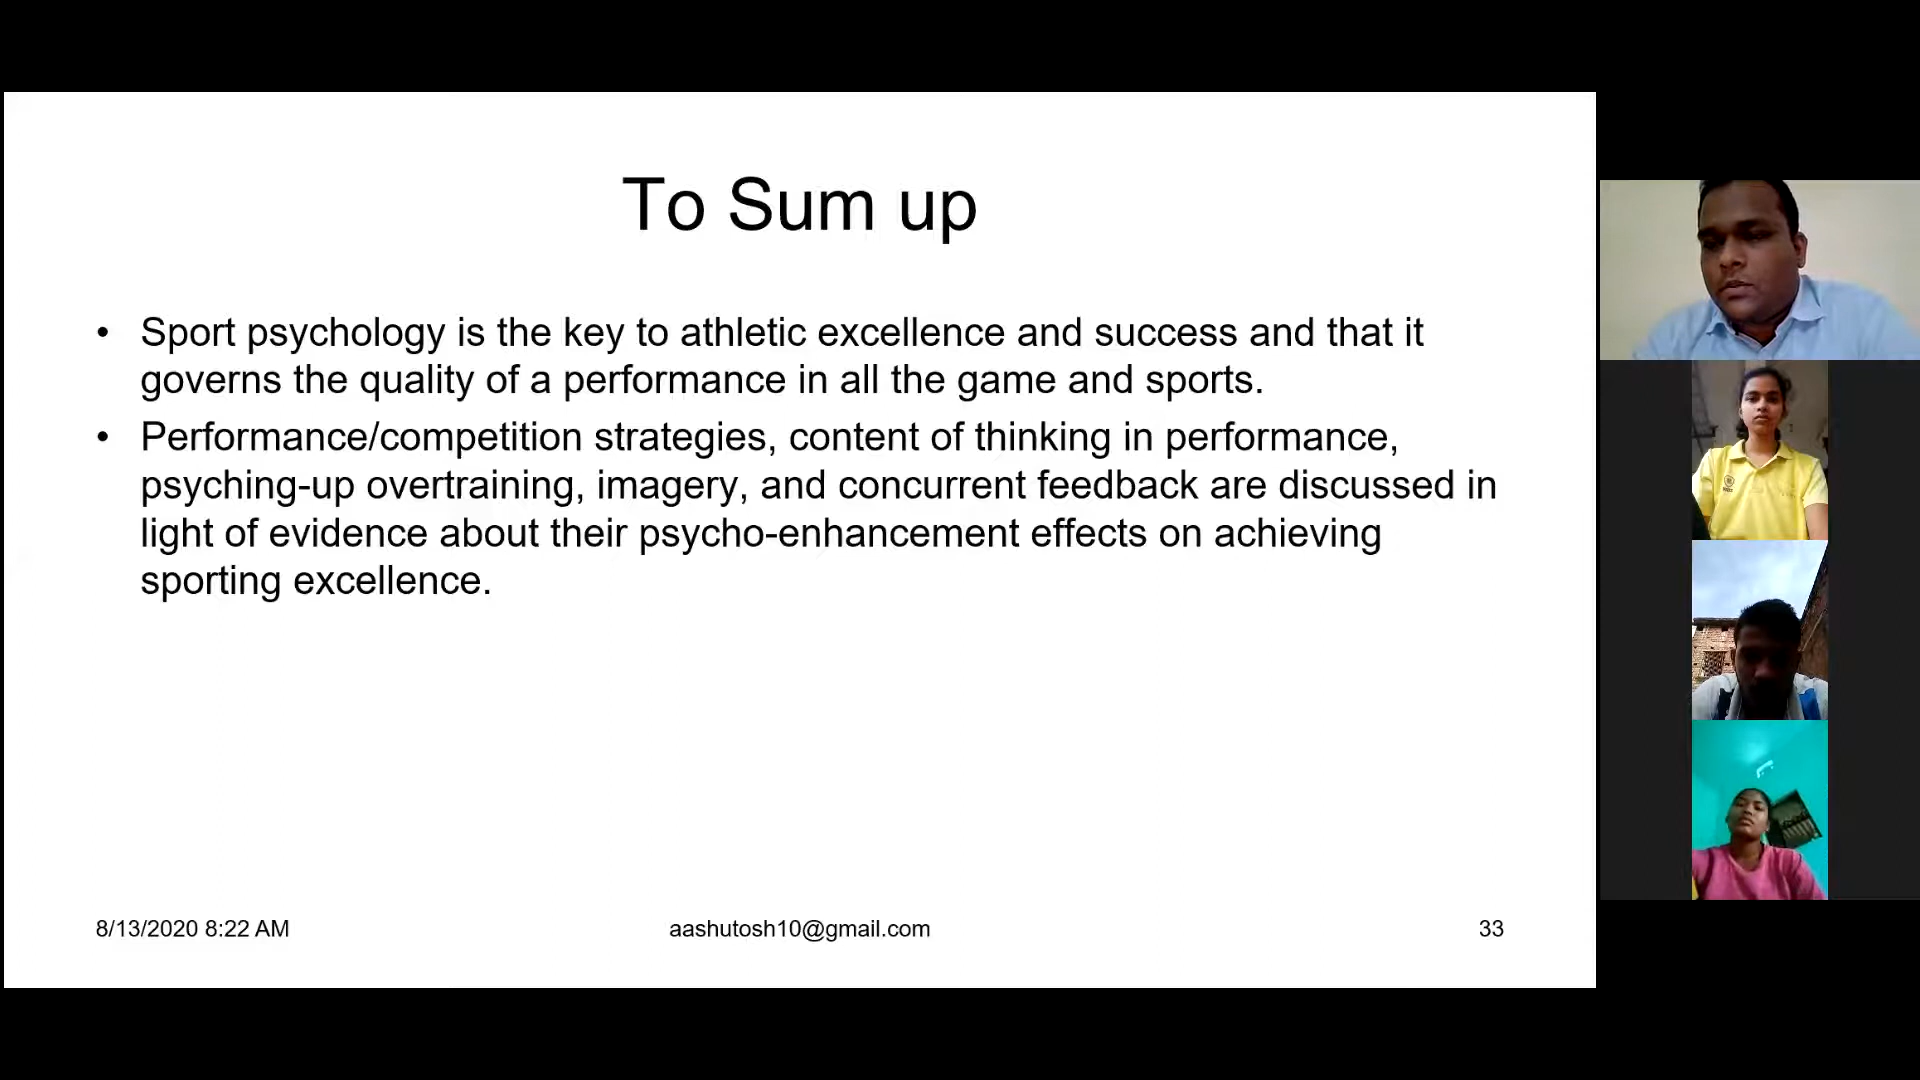 To Sum up
• Sport psychology is the key to athletic excellence and success and that it
governs the quality of a performance in all the game and sports.
• Performance/competition strategies, content of thinking in performance,
psyching-up overtraining, imagery, and concurrent feedback are discussed in
light of evidence about their psycho-enhancement effects on achieving
sporting excellence.
8/13/2020 8:22 AM
aashutosh10@gmail.com
33